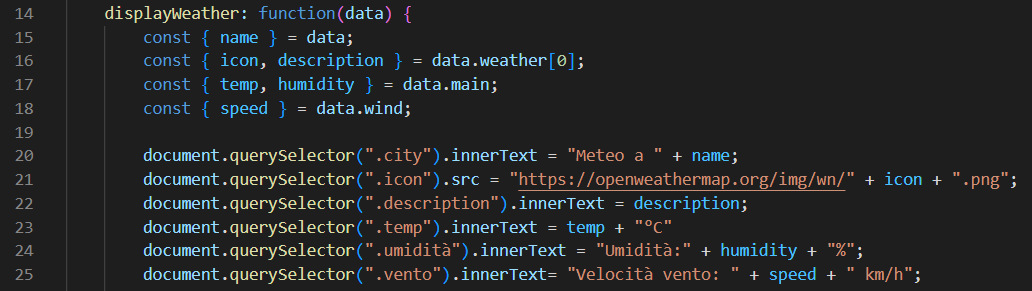 14 displayWeather: function(data) {
15 const { name } = data;
16 const { icon, description } = data.weather[0];
17 const { temp, humidity } = data.main;
18 const { speed } = data.wind;
19
20 document.querySelector(".city").innerText = "Meteo a " + name;
21 document.querySelector(".icon").src = "https://openweathermap.org/img/wn/" + icon + ".png";
22 document.querySelector(".description").innerText = description;
23 document.querySelector(".temp").innerText = temp + "°C"
24 document.querySelector(".umidità").innerText = "Umidità:" + humidity + "%";
25 document.querySelector(".vento").innerText= "Velocità vento: " + speed + " km/h";